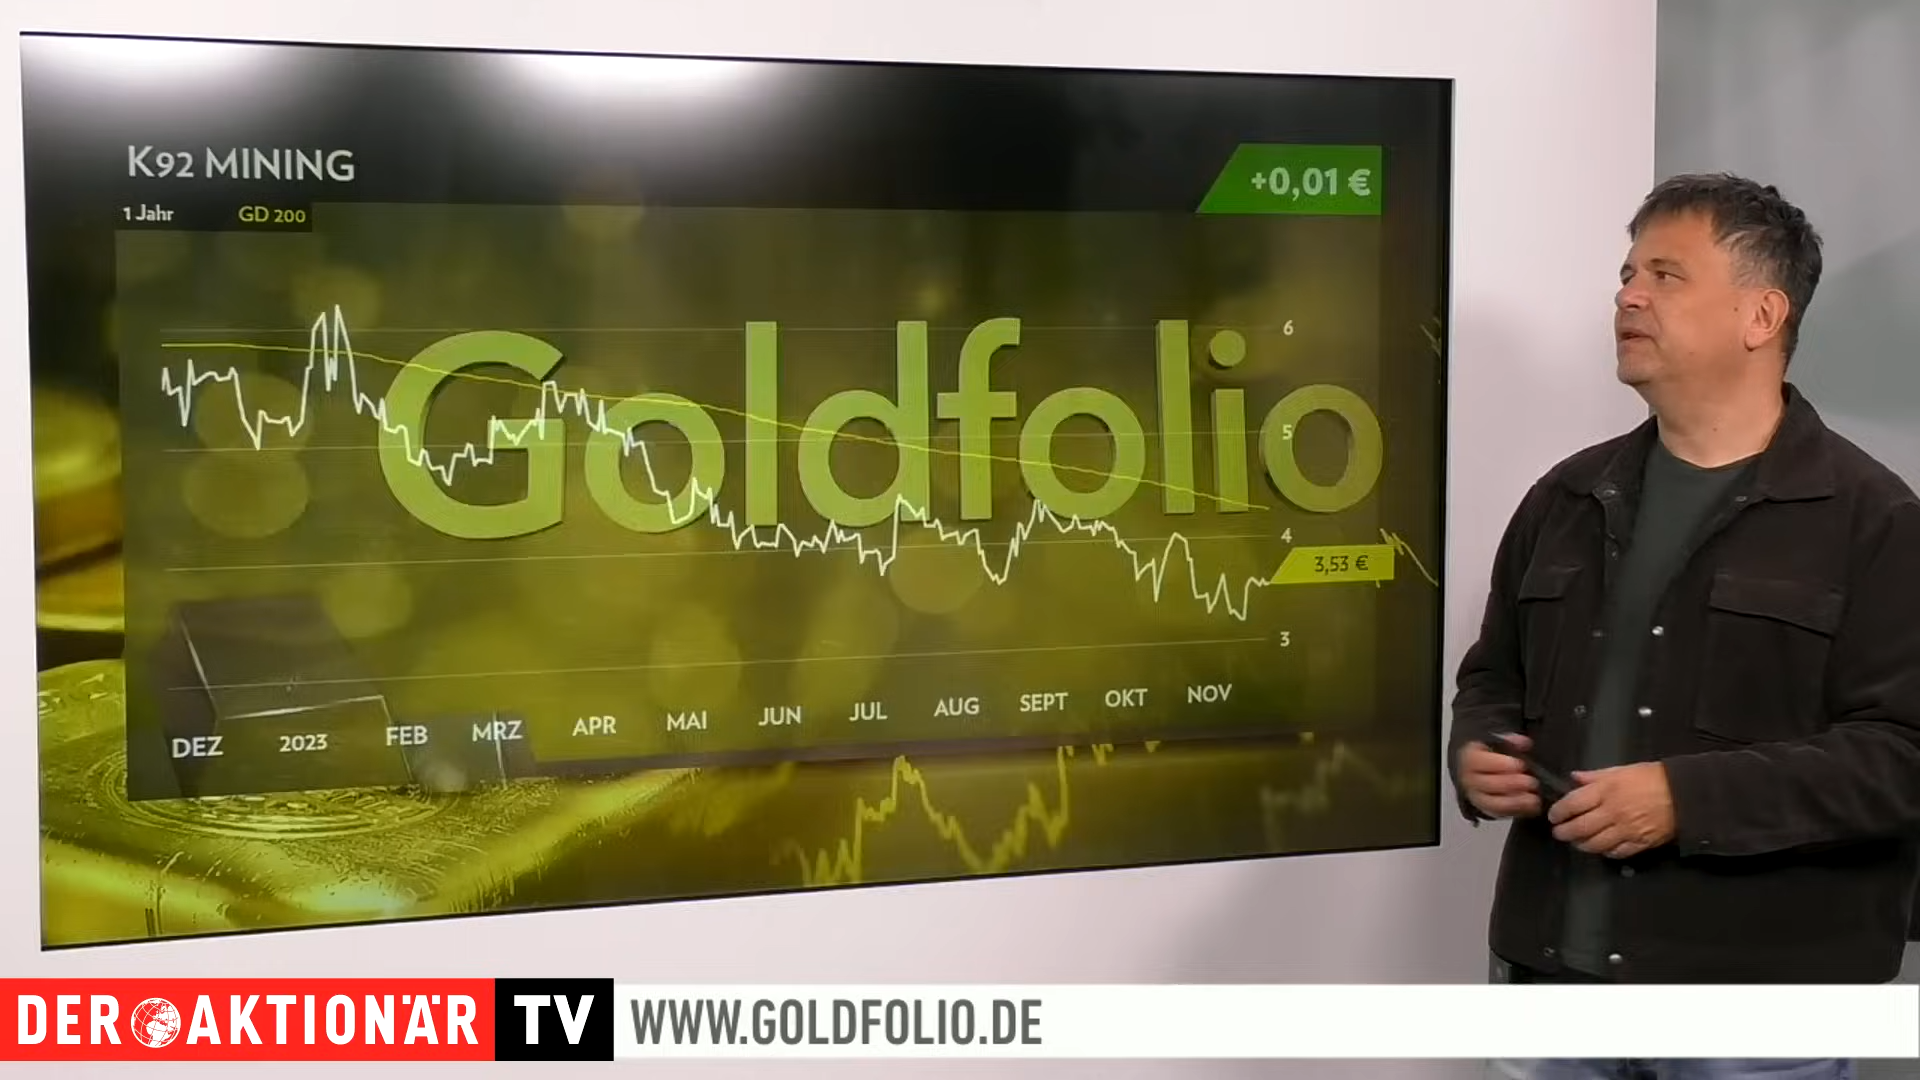 K92 MINING
+0,01 €
1 Jahr GD 200
Goldfolio
6
5
4
3,53 €
3
DEZ 2023 FEB MRZ APR MAI JUN JUL AUG SEPT OKT NOV
DER AKTIONÄR TV WWW.GOLDFOLIO.DE